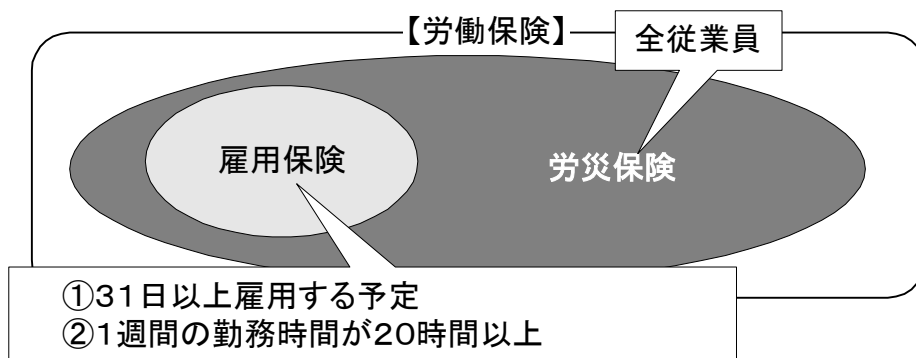 【労働保険】
全従業員
雇用保険
労災保険
①31日以上雇用する予定
②1週間の勤務時間が20時間以上